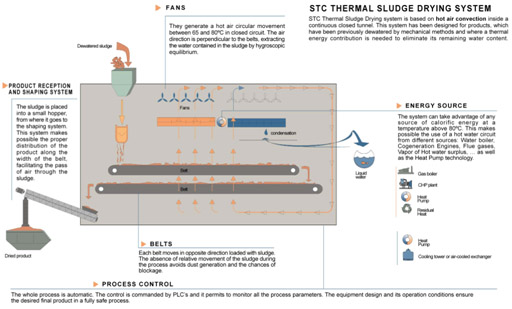 FANS
They generate a hot air circular movement
between 65 and 80ºC in closed circuit. The air
direction is perpendicular to the belts, extracting
the water contained in the sludge by hygroscopic
equilibrium.
STC THERMAL SLUDGE DRYING SYSTEM
STC Thermal Sludge Drying system is based on hot air convection inside a
continuous closed tunnel. This system has been designed for products, which
have been previously dewatered by mechanical methods and where a thermal
energy contribution is needed to eliminate its remaining water content.
Dewatered sludge
PRODUCT RECEPTION
AND SHAPING SYSTEM
The sludge is placed
into a small hopper,
from where it goes to
the shaping system.
This system makes
possible the proper
distribution of the
product along the
width of the belt,
facilitating the pass
of air through the
sludge.
Fans
condensation
Liquid
water
Belt
Belt
Dried product
ENERGY SOURCE
The system can take advantage of any
source of calorific energy at a
temperature above 80ºC. This makes
possible the use of a hot water circuit
from different sources: Water boiler,
Cogeneration Engines, Flue gases,
Vapor of Hot water surplus, ... as well
as the Heat Pump technology.
Gas boiler
CHP plant
Heat
Pump
Residual
Heat
Heat
Pump
Cooling tower or air-cooled exchanger
BELTS
Each belt moves in opposite direction loaded with sludge.
The absence of relative movement of the sludge during
the process avoids dust generation and the chances of
blockage.
PROCESS CONTROL
The whole process is automatic. The control is commanded by PLC's and it permits to monitor all the process parameters. The equipment design and its operation conditions ensure
the desired final product in a fully safe process.